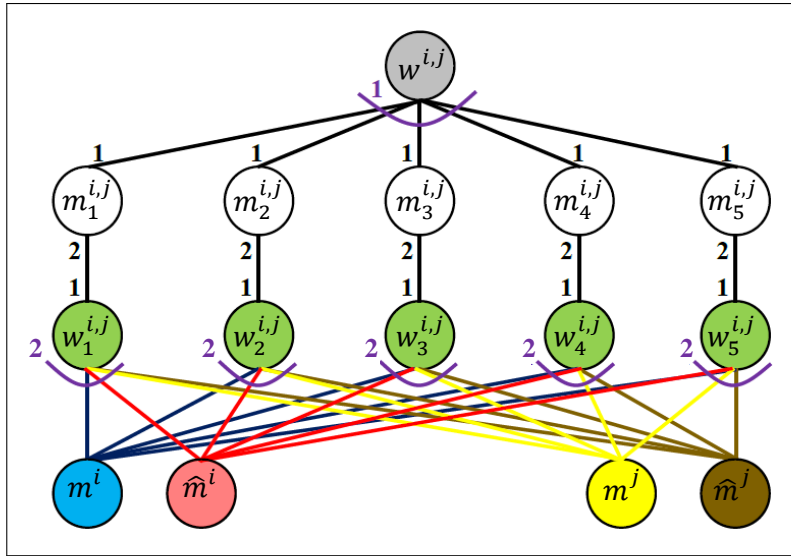 w^{i,j}
1
1 1 1 1 1
m_1^{i,j} m_2^{i,j} m_3^{i,j} m_4^{i,j} m_5^{i,j}
2 2 2 2 2
1 1 1 1 1
w_1^{i,j} w_2^{i,j} w_3^{i,j} w_4^{i,j} w_5^{i,j}
2 2 2 2 2
m^i m̂^i m^j m̂^j